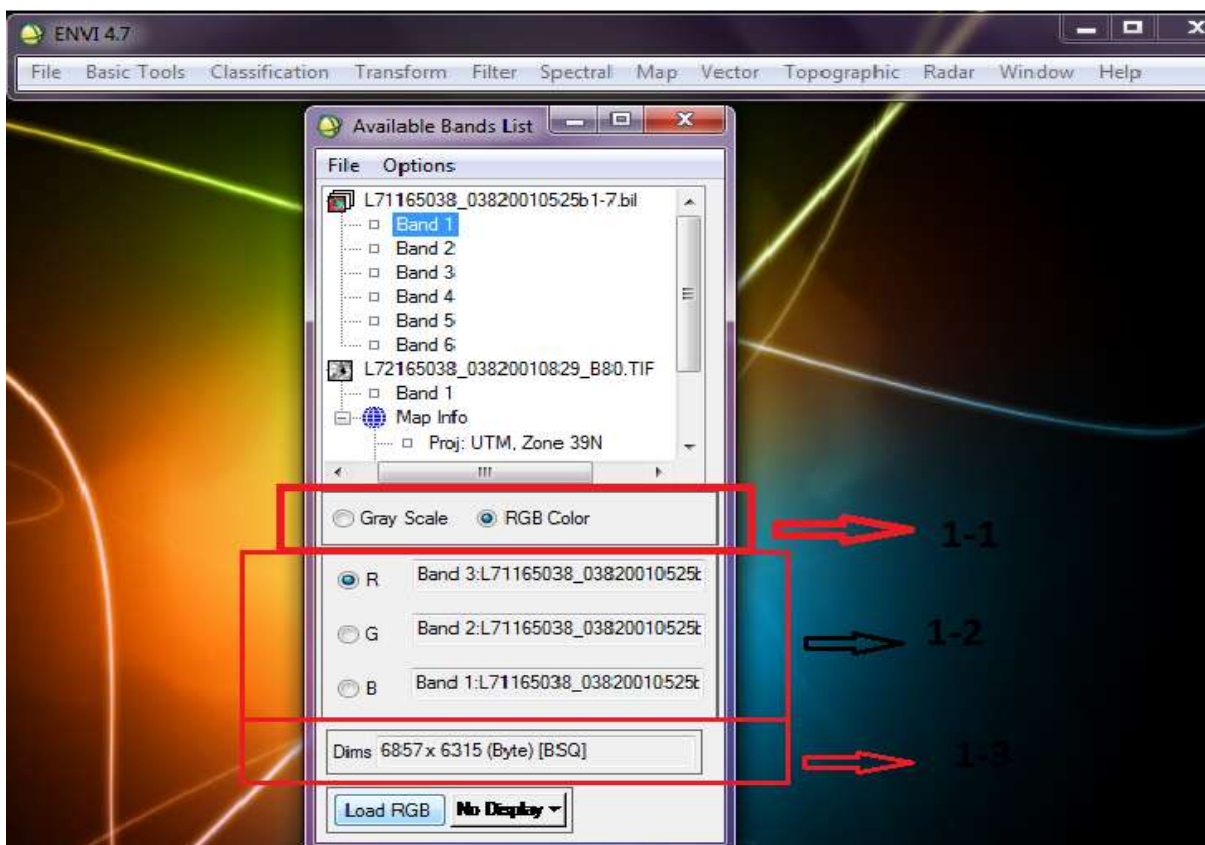 ENVI 4.7
File Basic Tools Classification Transform Filter Spectral Map Vector Topographic Radar Window Help
Available Bands List
File Options
L71165038_03820010525b1-7.bil
Band 1
Band 2
Band 3
Band 4
Band 5
Band 6
L72165038_03820010829_B80.TIF
Band 1
Map Info
Proj: UTM, Zone 39N
Gray Scale RGB Color
1-1
R Band 3:L71165038_03820010525b
G Band 2:L71165038_03820010525b
1-2
B Band 1:L71165038_03820010525b
Dims 6857 x 6315 (Byte) [BSQ]
1-3
Load RGB No Display